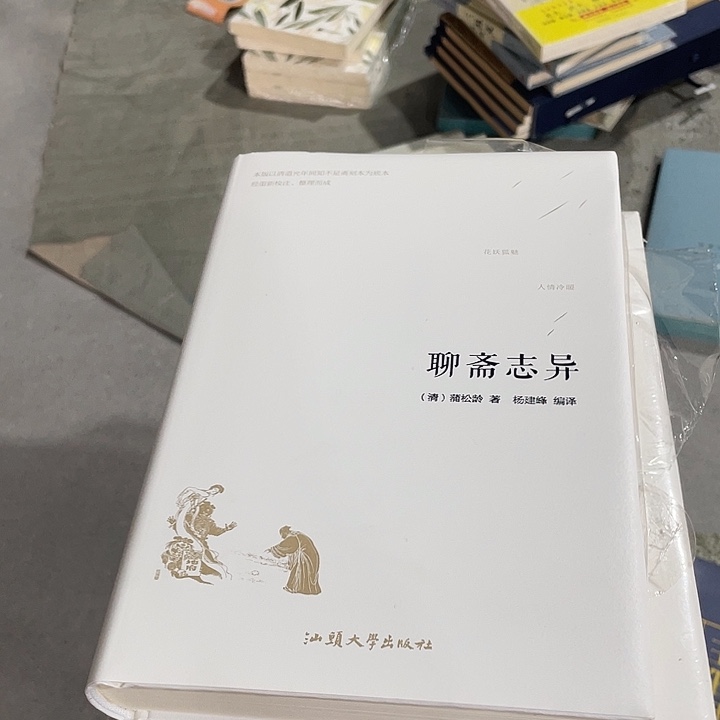 花妖狐魅
人情冷暖
聊斋志异
（清）蒲松龄 著 杨建峰 编译
汕頭大學出版社